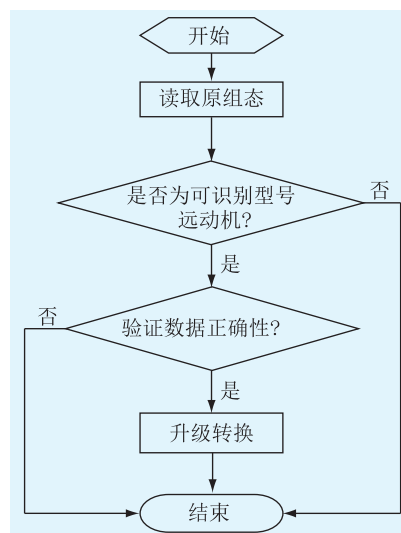 开始
读取原组态
是否为可识别型号
远动机?
否
是
否
验证数据正确性?
是
升级转换
结束